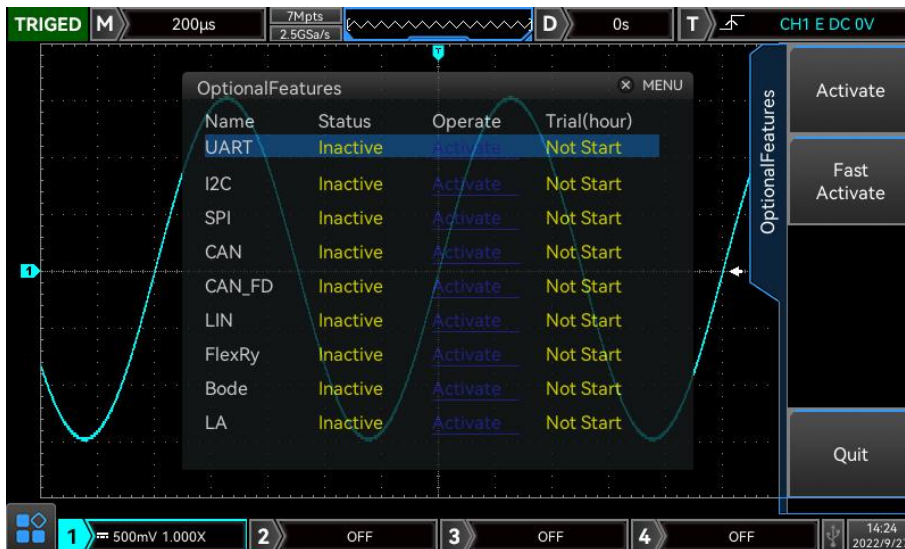 TRIGED M 200μs 7Mpts D 0s T CH1 E DC 0V
2.5GSa/s
T
OptionalFeatures MENU
Name Status Operate Trial(hour)
UART Inactive Activate Not Start
I2C Inactive Activate Not Start
SPI Inactive Activate Not Start
CAN Inactive Activate Not Start
CAN_FD Inactive Activate Not Start
LIN Inactive Activate Not Start
FlexRy Inactive Activate Not Start
Bode Inactive Activate Not Start
LA Inactive Activate Not Start
1
OptionalFeatures
Activate
Fast
Activate
Quit
1 500mV 1.000X 2 OFF 3 OFF 4 OFF
14:24